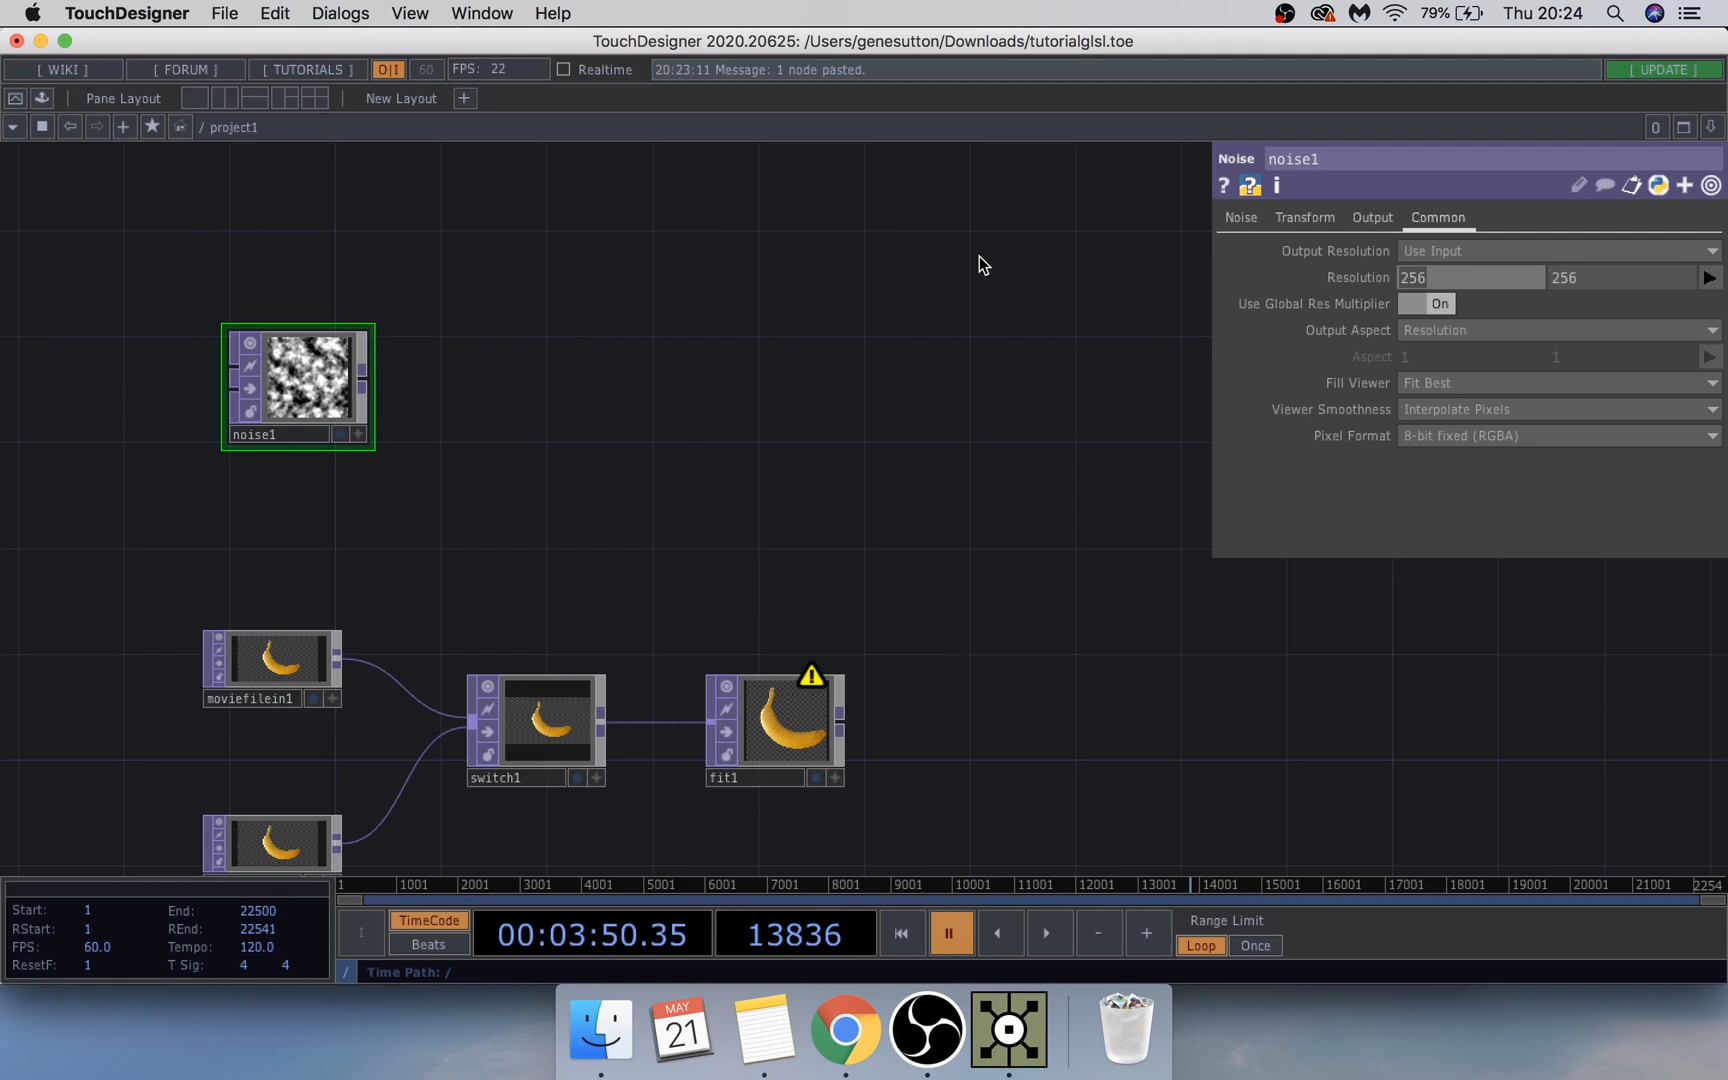 TouchDesigner File Edit Dialogs View Window Help 79% Thu 20:24
TouchDesigner 2020.20625: /Users/genesutton/Downloads/tutorialglsl.toe
[ WIKI ] [ FORUM ] [ TUTORIALS ] O|I 60 FPS: 22 Realtime 20:23:11 Message: 1 node pasted. [ UPDATE ]
Pane Layout New Layout +
/ project1 0
Noise noise1
? ? i
Noise Transform Output Common
Output Resolution Use Input
Resolution 256 256
Use Global Res Multiplier On
Output Aspect Resolution
Aspect 1 1
Fill Viewer Fit Best
Viewer Smoothness Interpolate Pixels
Pixel Format 8-bit fixed (RGBA)
noise1
moviefilein1
switch1
fit1
1 1001 2001 3001 4001 5001 6001 7001 8001 9001 10001 11001 12001 13001 14001 15001 16001 17001 18001 19001 20001 21001 2254
Start: 1 End: 22500
RStart: 1 REnd: 22541
FPS: 60.0 Tempo: 120.0
ResetF: 1 T Sig: 4 4
TimeCode
Beats
00:03:50.35 13836
- +
Range Limit
Loop Once
/ Time Path: /
MAY
21